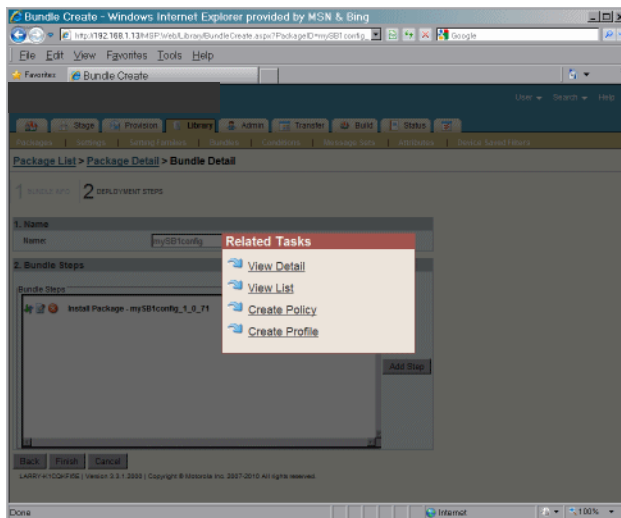 Bundle Create - Windows Internet Explorer provided by MSN & Bing
http://192.168.1.13/MSP.Web/Library/BundleCreate.aspx?PackageID=mySB1config_ Google
File Edit View Favorites Tools Help
Favorites Bundle Create
User Search Help
Stage Provision Library Admin Transfer Build Status
Packages Settings Bundles Conditions Message Sets Attributes Device Saved Filters
Package List > Package Detail > Bundle Detail
1 BUNDLE INFO 2 DEPLOYMENT STEPS
1. Name
Name: mySB1config
Related Tasks
View Detail
View List
Create Policy
Create Profile
2. Bundle Steps
Bundle Steps
Install Package - mySB1config_1_0_71
Add Step
Back Finish Cancel
Version 3.3.1.2000 | Copyright © Motorola Inc. 2007-2010 All rights reserved.
Done Internet 100%